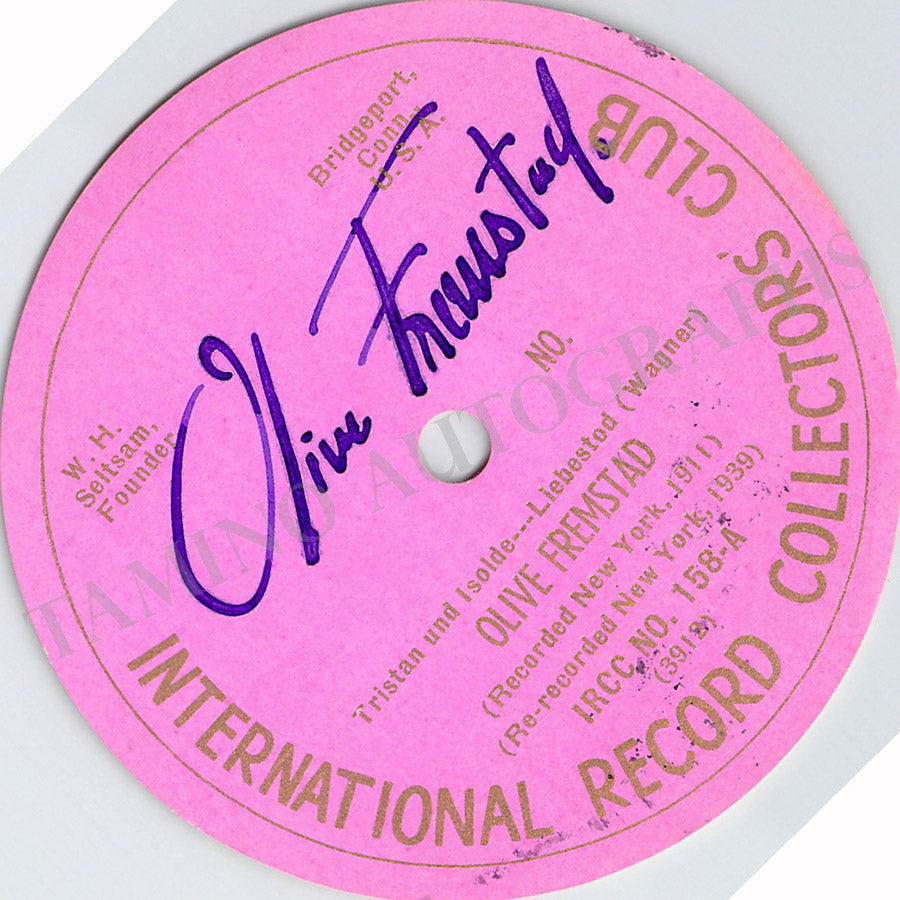 INTERNATIONAL RECORD COLLECTORS' CLUB
Bridgeport,
Conn.,
U. S. A.
W. H.
Seltsam,
Founder
Olive Fremstad.
NO.
Tristan und Isolde---Liebestod (Wagner)
OLIVE FREMSTAD
(Recorded New York, 1911)
(Re-recorded New York, 1939)
IRCC NO. 158-A
(3912)
TAMINO AUTOGRAPHS